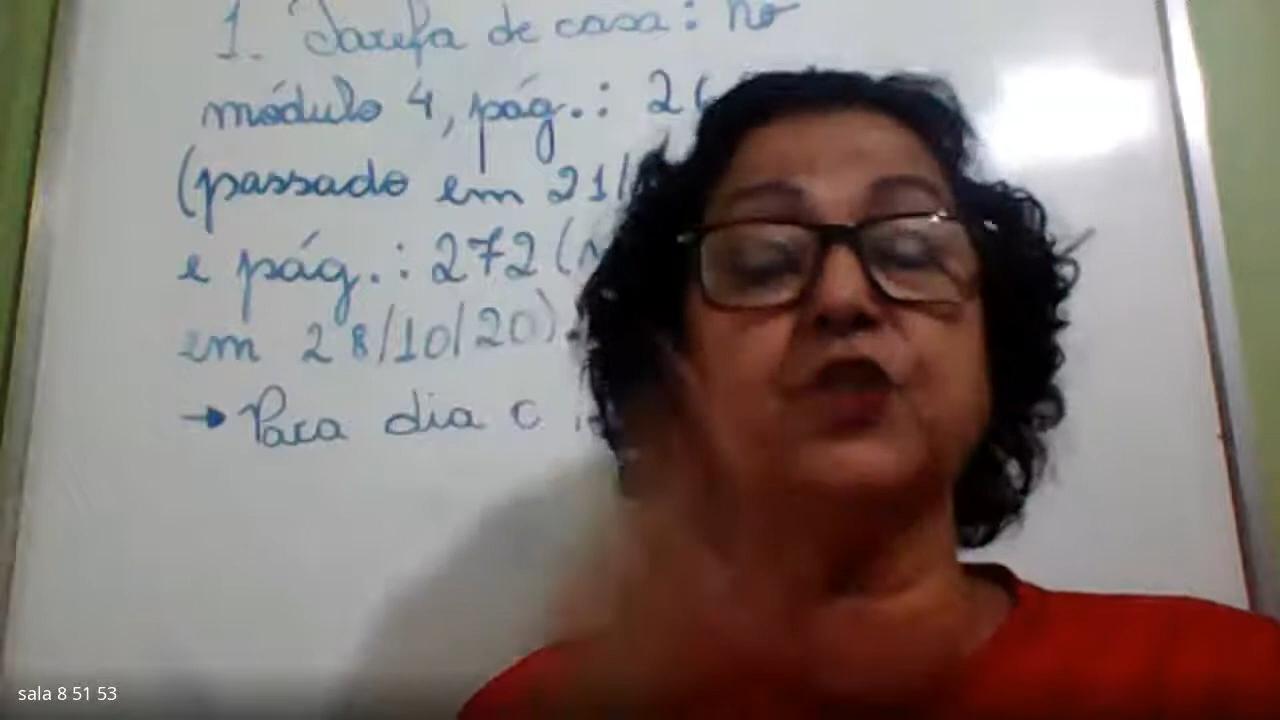 1. Tarefa de casa: no
módulo 4, pág.: 26
(passado em 21/
e pág.: 272 (
em 28/10/20).
→ Para dia
sala 8 51 53